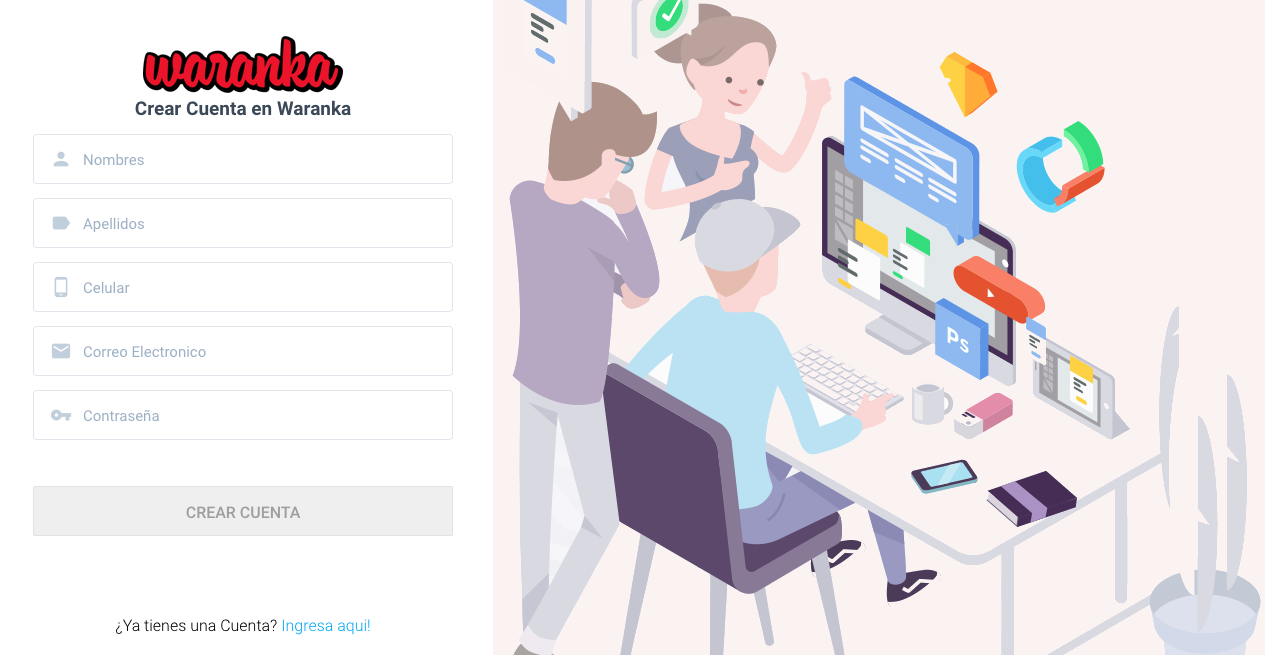 waranka
Crear Cuenta en Waranka
Nombres
Apellidos
Celular
Correo Electronico
Contraseña
CREAR CUENTA
¿Ya tienes una Cuenta? Ingresa aqui!
Ps